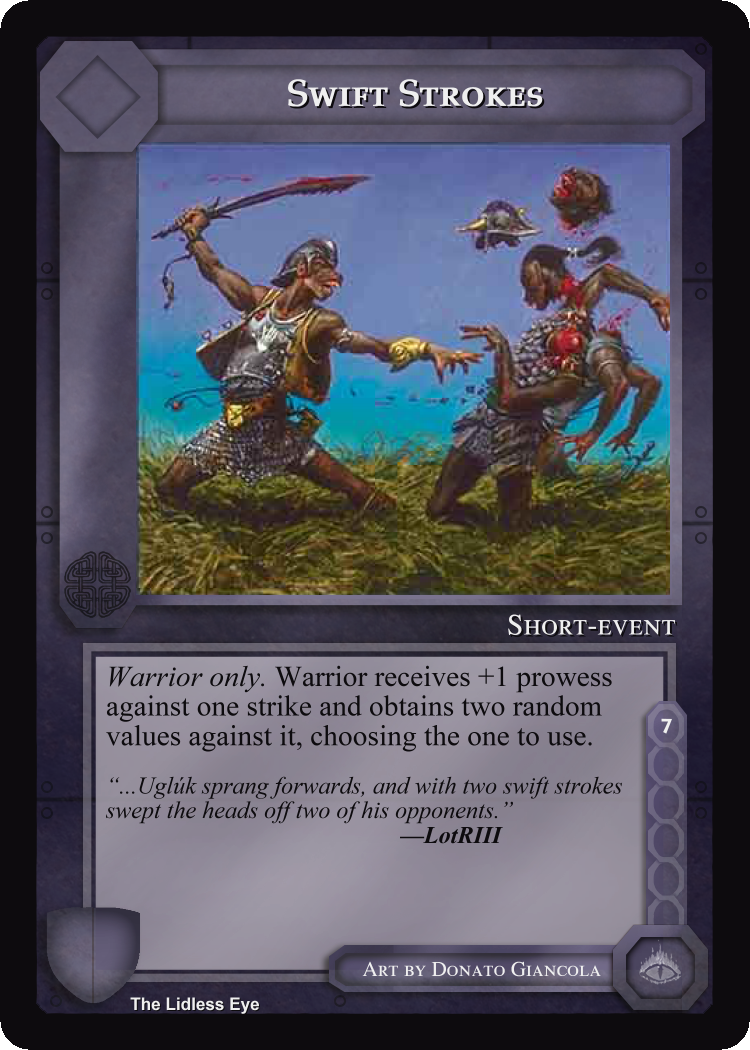 Swift Strokes
Short-event
Warrior only. Warrior receives +1 prowess
against one strike and obtains two random
values against it, choosing the one to use.
7
“...Uglúk sprang forwards, and with two swift strokes
swept the heads off two of his opponents.”
—LotRIII
Art by Donato Giancola
The Lidless Eye